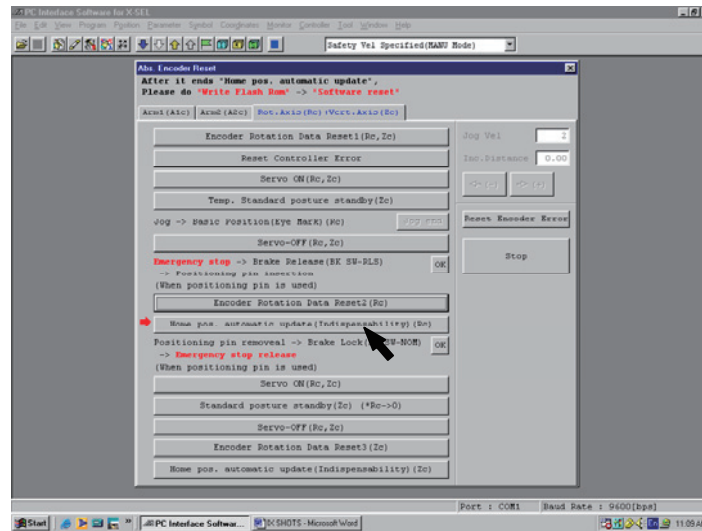 PC Interface Software for X-SEL
File Edit View Program Position Parameter Symbol Coordinates Monitor Controller Tool Window Help
Safety Vel Specified(MANU Mode)
Abs. Encoder Reset
After it ends "Home pos. automatic update",
Please do "Write Flash Rom" -> "Software reset"
Arm1(A1c) Arm2(A2c) Rot.Axis(Rc)+Vert.Axis(Zc)
Encoder Rotation Data Reset1(Rc,Zc)
Jog Vel 2
Reset Controller Error
Inc.Distance 0.00
Servo ON(Rc,Zc)
<-(-) ->(+)
Temp. Standard posture standby(Zc)
Jog -> Basic Position(Eye Mark)(Rc) Jog end
Reset Encoder Error
Servo-OFF(Rc,Zc)
Stop
Emergency stop -> Brake Release(BK SW-RLS) OK
-> Positioning pin insertion
(When positioning pin is used)
Encoder Rotation Data Reset2(Rc)
Home pos. automatic update(Indispensability)(Rc)
Positioning pin removeal -> Brake Lock( SW-NOM) OK
-> Emergency stop release
(When positioning pin is used)
Servo ON(Rc,Zc)
Standard posture standby(Zc) (*Rc->0)
Servo-OFF(Rc,Zc)
Encoder Rotation Data Reset3(Zc)
Home pos. automatic update(Indispensability)(Zc)
Port : COM1 Baud Rate : 9600[bps]
Start PC Interface Softwar... IX SHOTS - Microsoft Word 11:09 A